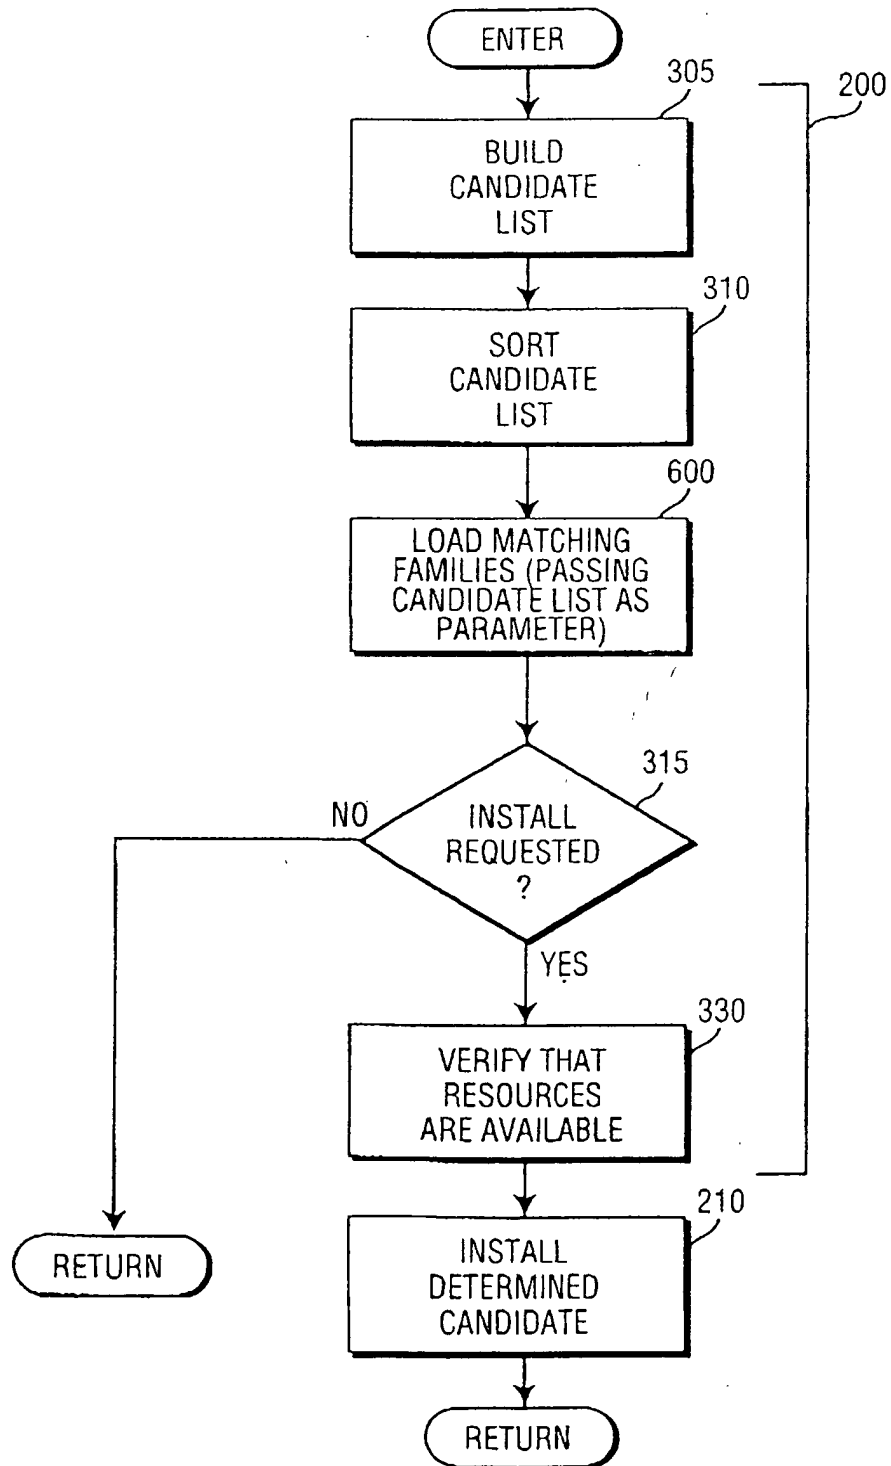 ENTER
305
200
BUILD
CANDIDATE
LIST
310
SORT
CANDIDATE
LIST
600
LOAD MATCHING
FAMILIES (PASSING
CANDIDATE LIST AS
PARAMETER)
315
NO
INSTALL
REQUESTED
?
YES
330
VERIFY THAT
RESOURCES
ARE AVAILABLE
210
RETURN
INSTALL
DETERMINED
CANDIDATE
RETURN